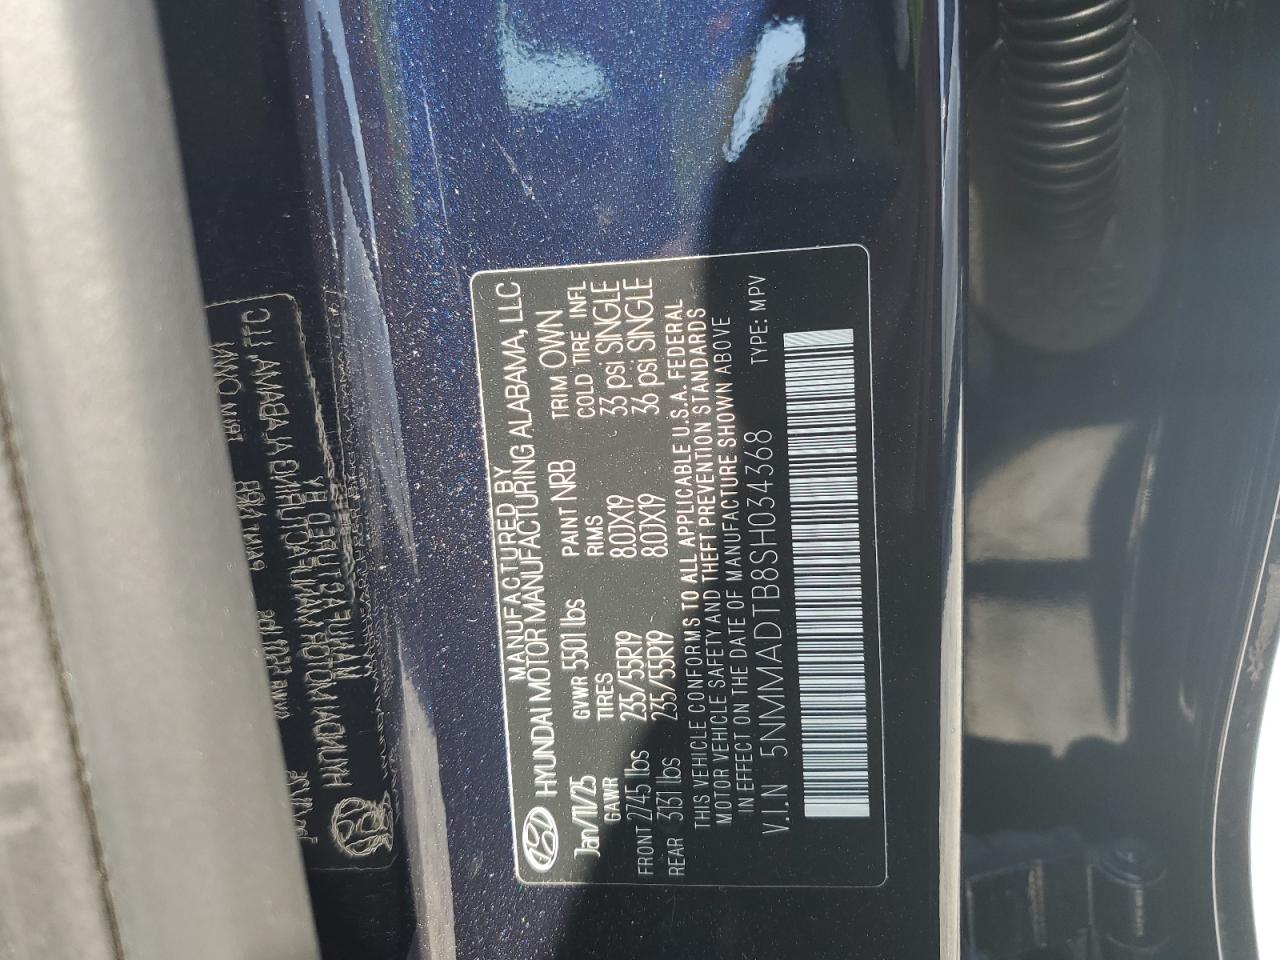 MANUFACTURED BY
HYUNDAI MOTOR MANUFACTURING ALABAMA, LLC
Jan/11/25 GVWR 5501 lbs PAINT NRB TRIM OWN
GAWR TIRES RIMS COLD TIRE INFL
FRONT 2745 lbs 235/55R19 8.0JX19 33 psi SINGLE
REAR 3131 lbs 235/55R19 8.0JX19 36 psi SINGLE
THIS VEHICLE CONFORMS TO ALL APPLICABLE U.S.A. FEDERAL
MOTOR VEHICLE SAFETY AND THEFT PREVENTION STANDARDS
IN EFFECT ON THE DATE OF MANUFACTURE SHOWN ABOVE
V.I.N 5NMMADTB8SH034368 TYPE: MPV